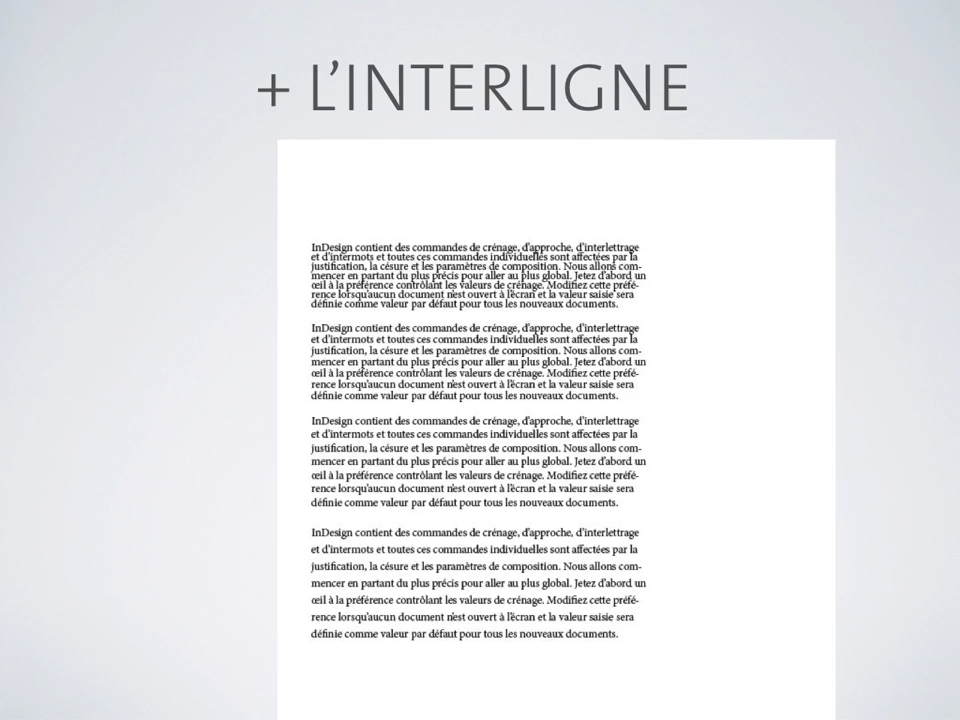 + L’INTERLIGNE
InDesign contient des commandes de crénage, d’approche, d’interlettrage
et d’intermots et toutes ces commandes individuelles sont affectées par la
justification, la césure et les paramètres de composition. Nous allons com-
mencer en partant du plus précis pour aller au plus global. Jetez d’abord un
œil à la préférence contrôlant les valeurs de crénage. Modifiez cette préfé-
rence lorsqu’aucun document n’est ouvert à l’écran et la valeur saisie sera
définie comme valeur par défaut pour tous les nouveaux documents.
InDesign contient des commandes de crénage, d’approche, d’interlettrage
et d’intermots et toutes ces commandes individuelles sont affectées par la
justification, la césure et les paramètres de composition. Nous allons com-
mencer en partant du plus précis pour aller au plus global. Jetez d’abord un
œil à la préférence contrôlant les valeurs de crénage. Modifiez cette préfé-
rence lorsqu’aucun document n’est ouvert à l’écran et la valeur saisie sera
définie comme valeur par défaut pour tous les nouveaux documents.
InDesign contient des commandes de crénage, d’approche, d’interlettrage
et d’intermots et toutes ces commandes individuelles sont affectées par la
justification, la césure et les paramètres de composition. Nous allons com-
mencer en partant du plus précis pour aller au plus global. Jetez d’abord un
œil à la préférence contrôlant les valeurs de crénage. Modifiez cette préfé-
rence lorsqu’aucun document n’est ouvert à l’écran et la valeur saisie sera
définie comme valeur par défaut pour tous les nouveaux documents.
InDesign contient des commandes de crénage, d’approche, d’interlettrage
et d’intermots et toutes ces commandes individuelles sont affectées par la
justification, la césure et les paramètres de composition. Nous allons com-
mencer en partant du plus précis pour aller au plus global. Jetez d’abord un
œil à la préférence contrôlant les valeurs de crénage. Modifiez cette préfé-
rence lorsqu’aucun document n’est ouvert à l’écran et la valeur saisie sera
définie comme valeur par défaut pour tous les nouveaux documents.